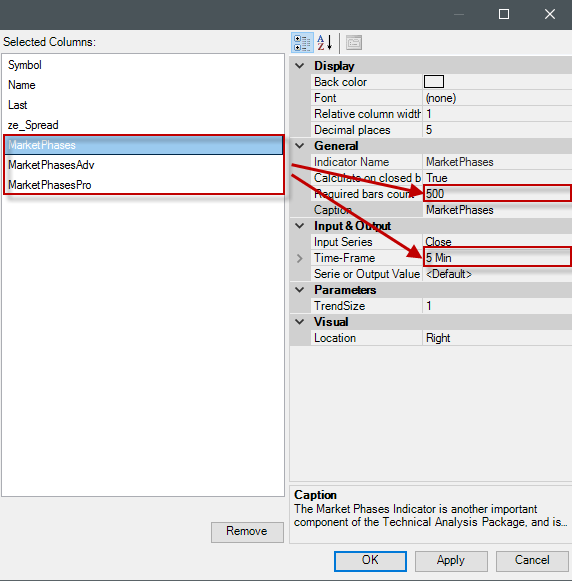 Selected Columns:
Symbol
Name
Last
ze_Spread
MarketPhases
MarketPhasesAdv
MarketPhasesPro
Remove
A
Z
Display
Back color
Font (none)
Relative column width 1
Decimal places 5
General
Indicator Name MarketPhases
Calculate on closed b True
Required bars count 500
Caption MarketPhases
Input & Output
Input Series Close
Time-Frame 5 Min
Serie or Output Value <Default>
Parameters
TrendSize 1
Visual
Location Right
Caption
The Market Phases Indicator is another important
component of the Technical Analysis Package, and is...
OK Apply Cancel